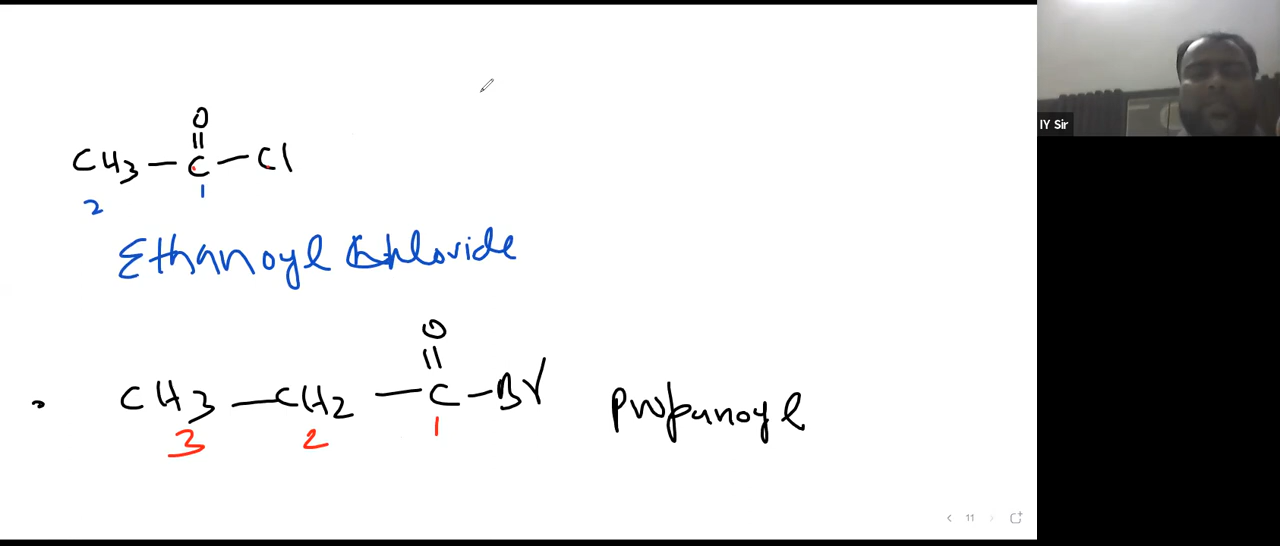 O
||
CH3 — C — Cl
2 1
Ethanoyl Chloride
O
||
CH3 — CH2 — C — Br Propanoyl
3 2 1
IY Sir
< 11 >